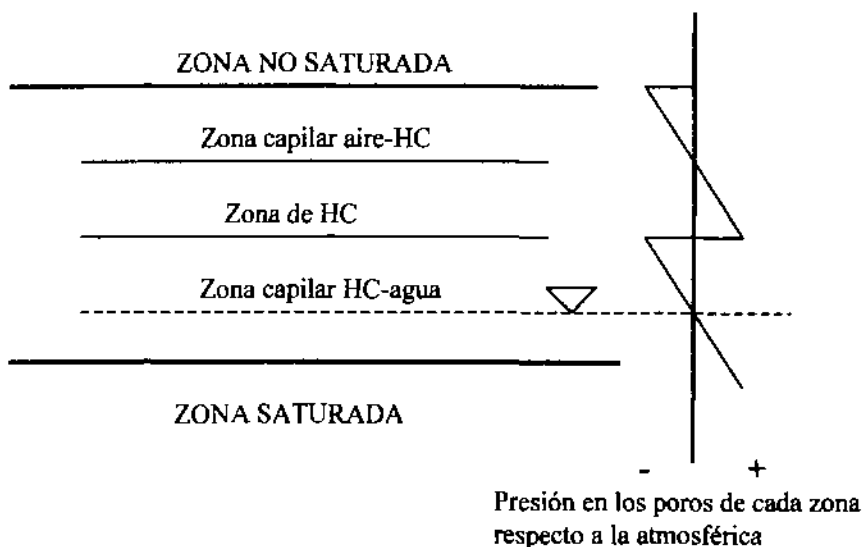 ZONA NO SATURADA
Zona capilar aire-HC
Zona de HC
Zona capilar HC-agua
ZONA SATURADA
- +
Presión en los poros de cada zona
respecto a la atmosférica